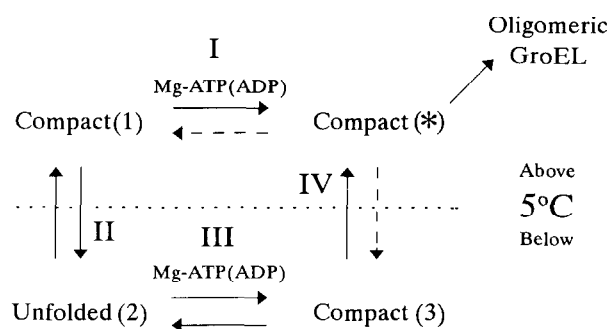 Oligomeric
GroEL
I
Mg-ATP(ADP)
Compact(1)
Compact(*)
Above
5°C
Below
IV
II
III
Mg-ATP(ADP)
Unfolded (2)
Compact (3)